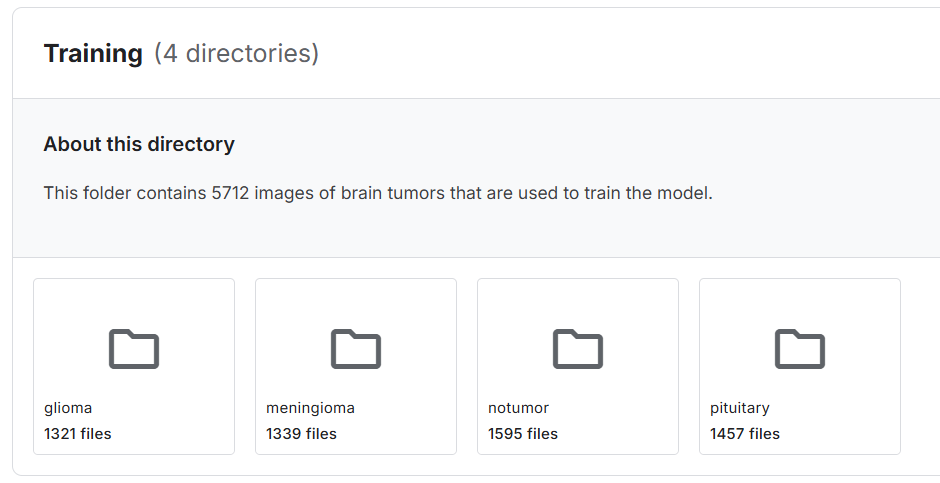 Training (4 directories)
About this directory
This folder contains 5712 images of brain tumors that are used to train the model.
glioma
1321 files
meningioma
1339 files
notumor
1595 files
pituitary
1457 files